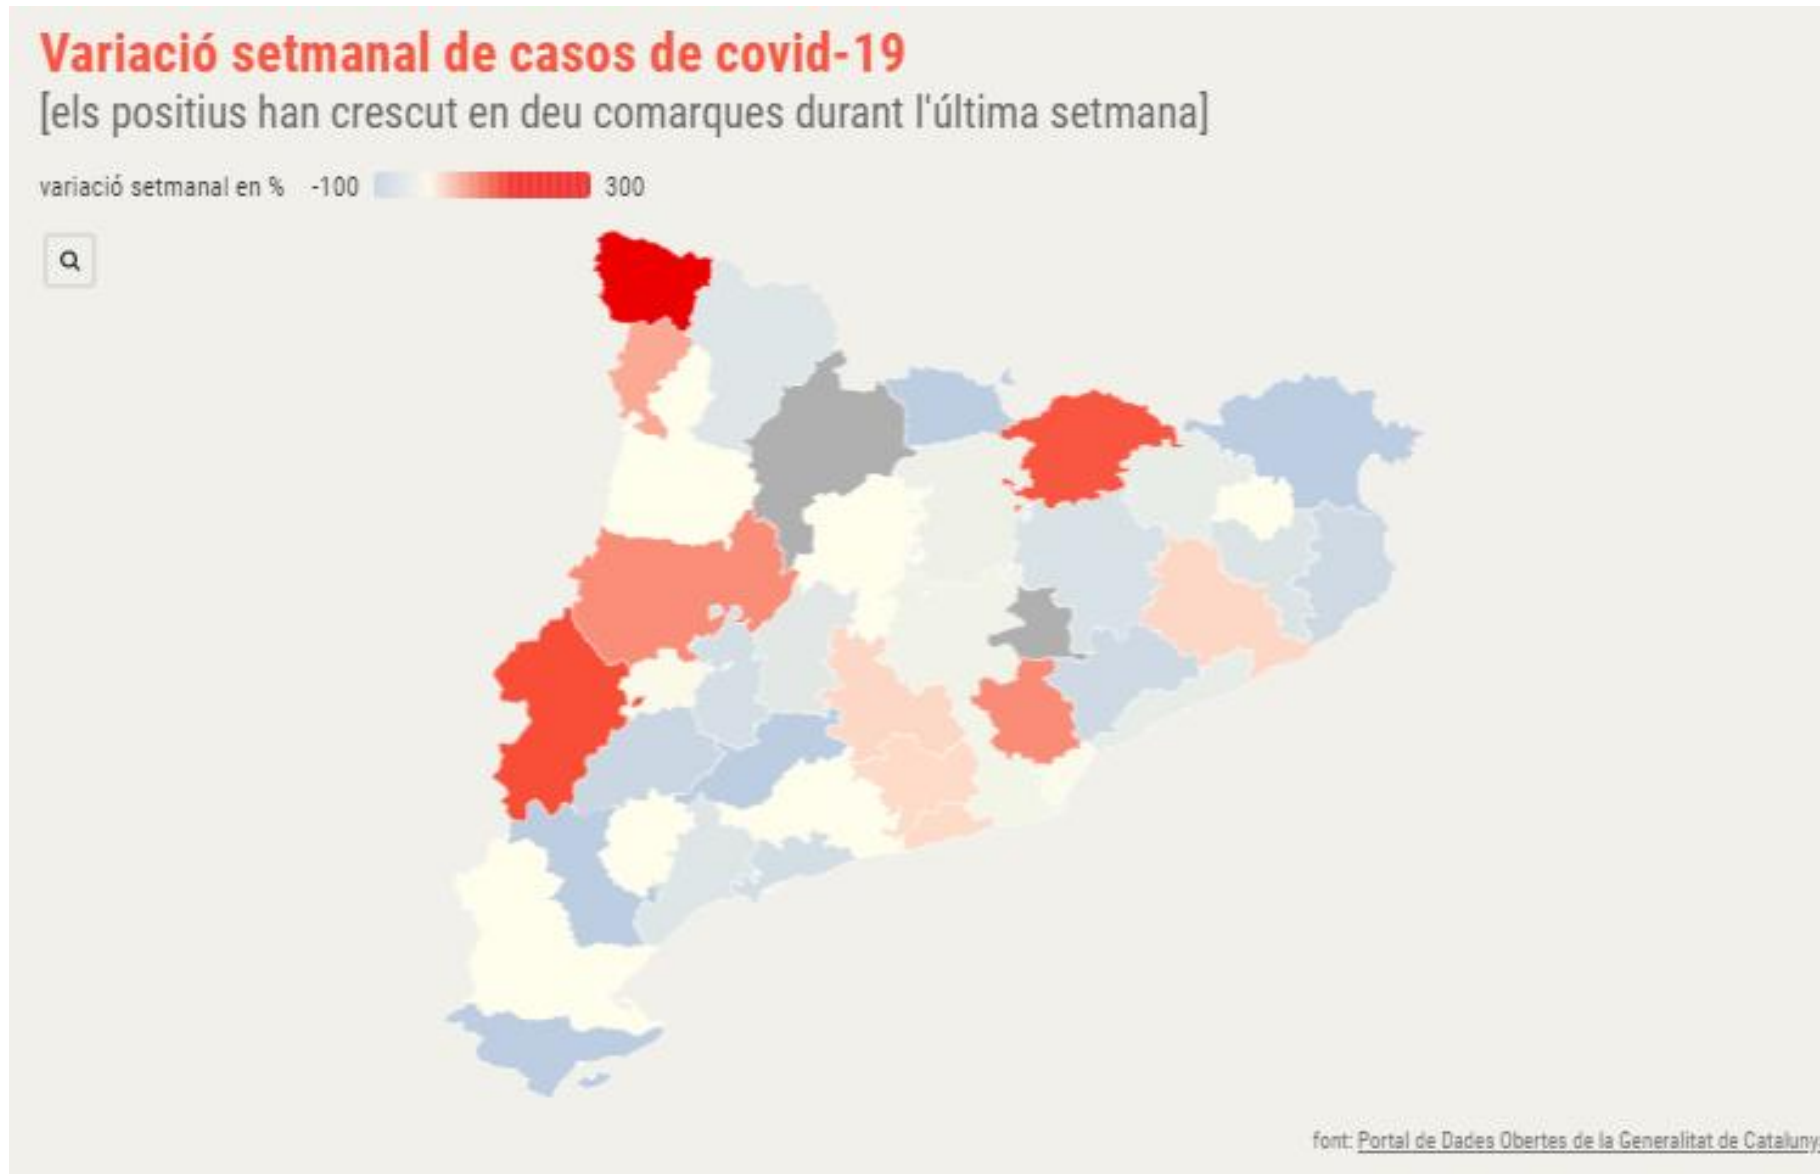 Variació setmanal de casos de covid-19
[els positius han crescut en deu comarques durant l'última setmana]
variació setmanal en % -100 300
font: Portal de Dades Obertes de la Generalitat de Cataluny